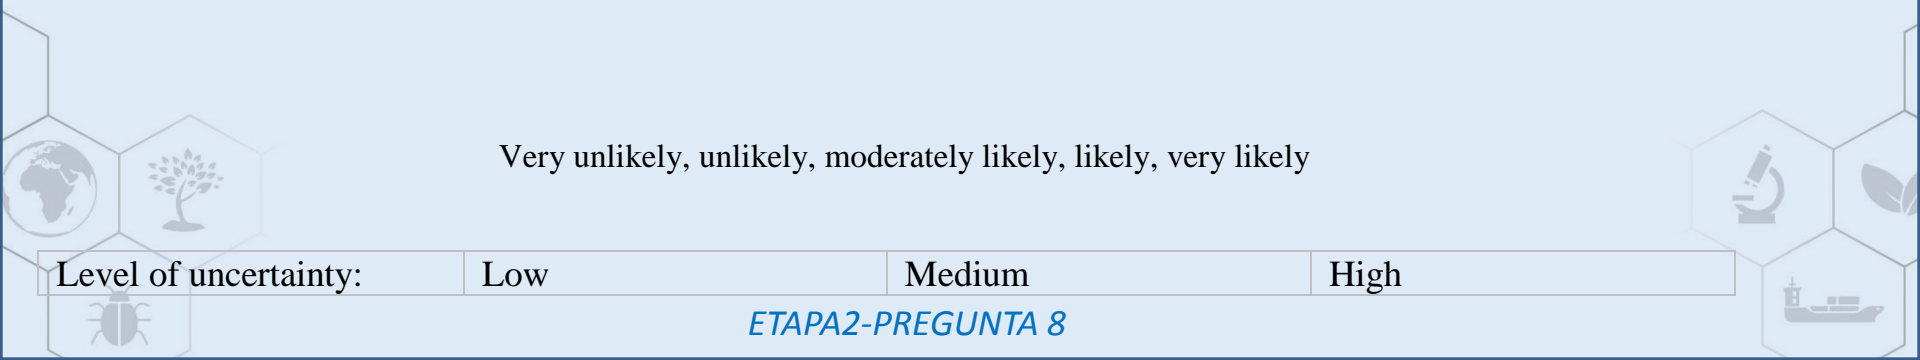 Very unlikely, unlikely, moderately likely, likely, very likely
Level of uncertainty: Low Medium High
ETAPA2-PREGUNTA 8